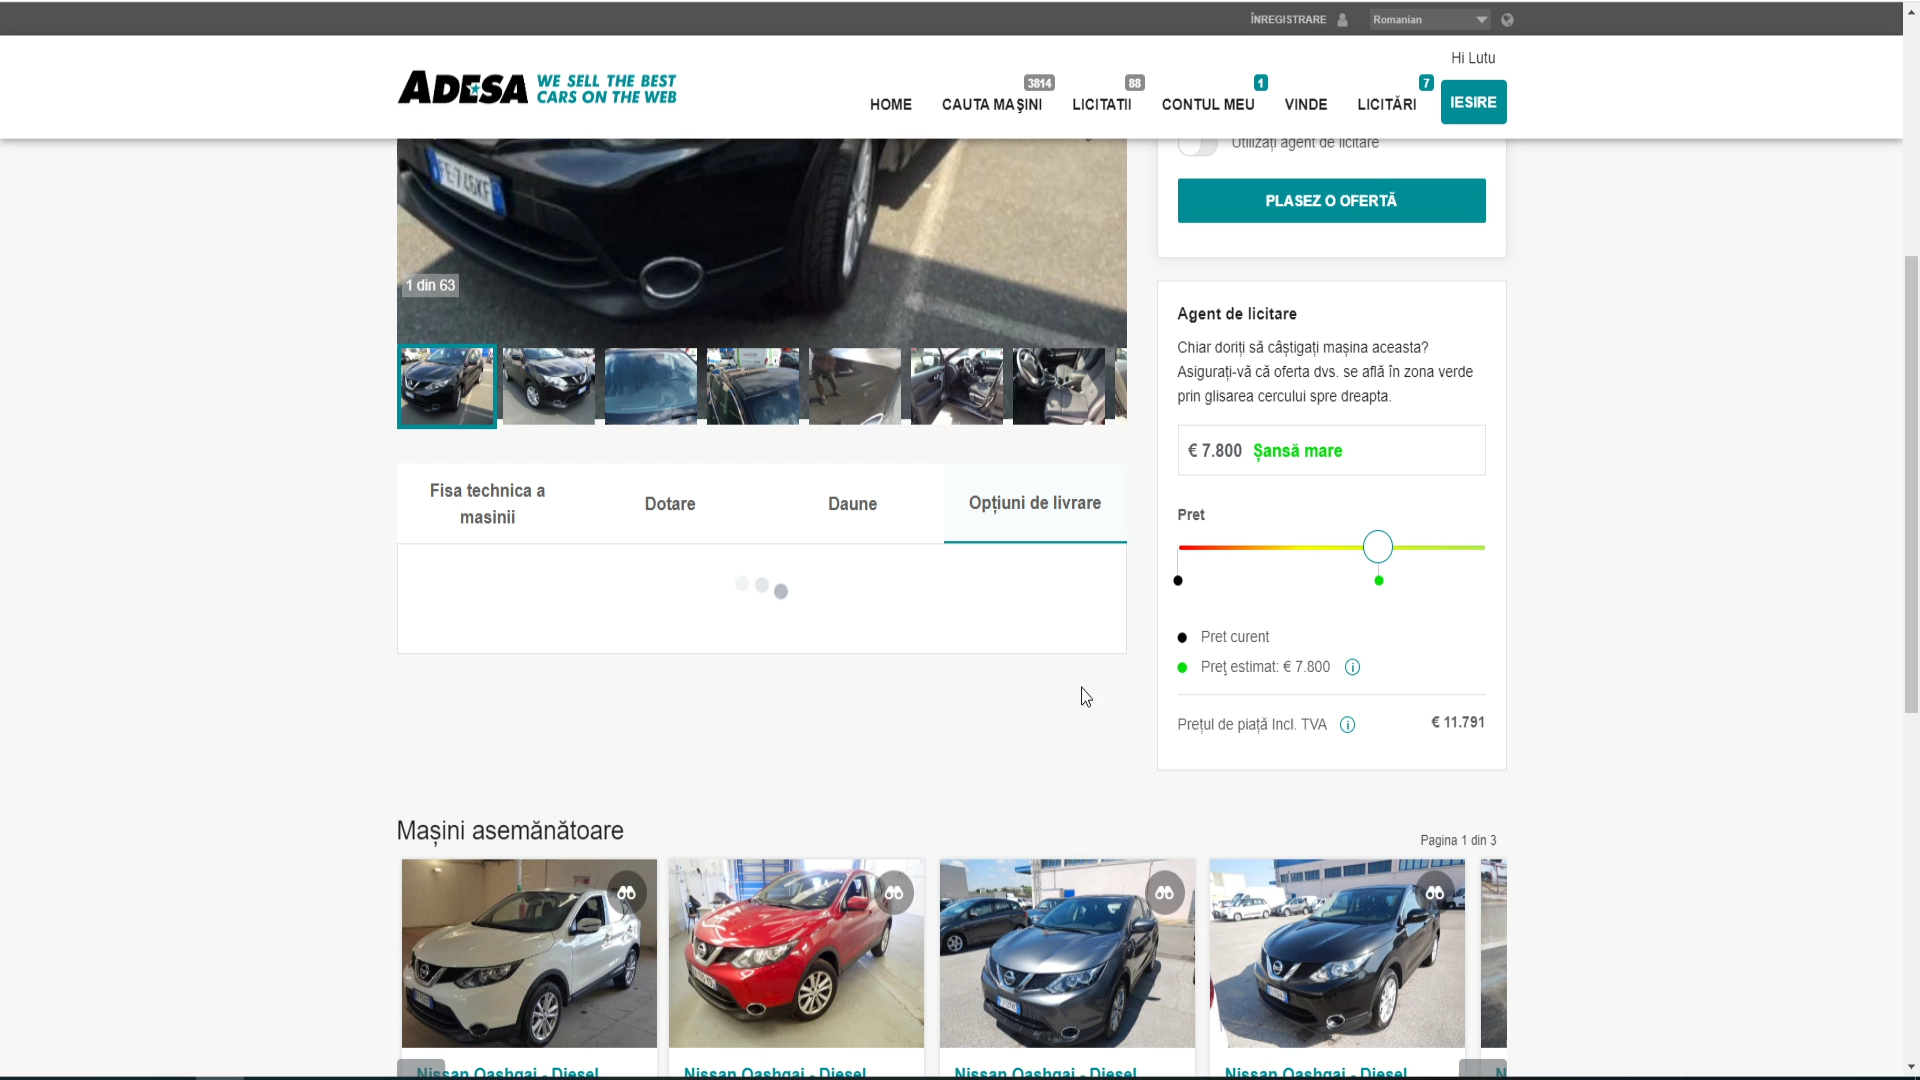 ÎNREGISTRARE
Romanian
Hi Lutu
ADESA
WE SELL THE BEST
CARS ON THE WEB
3814
88
1
7
HOME
CAUTA MAŞINI
LICITATII
CONTUL MEU
VINDE
LICITĂRI
IESIRE
Utilizați agent de licitare
PLASEZ O OFERTĂ
1 din 63
Agent de licitare
Chiar doriți să câștigați mașina aceasta?
Asigurați-vă că oferta dvs. se află în zona verde
prin glisarea cercului spre dreapta.
€ 7.800 Șansă mare
Fisa technica a
masinii
Dotare
Daune
Opțiuni de livrare
Pret
Pret curent
Preţ estimat: € 7.800
Prețul de piață Incl. TVA
€ 11.791
Mașini asemănătoare
Pagina 1 din 3
Nissan Qashqai - Diesel
Nissan Qashqai - Diesel
Nissan Qashqai - Diesel
Nissan Qashqai - Diesel
N